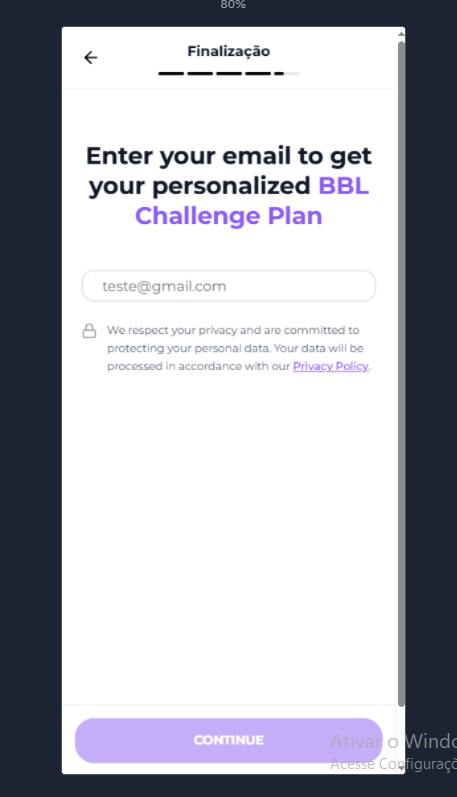 80%
Finalização
Enter your email to get
your personalized BBL
Challenge Plan
teste@gmail.com
We respect your privacy and are committed to
protecting your personal data. Your data will be
processed in accordance with our Privacy Policy.
CONTINUE
Ativar o Windo
Acesse Configuraçõ